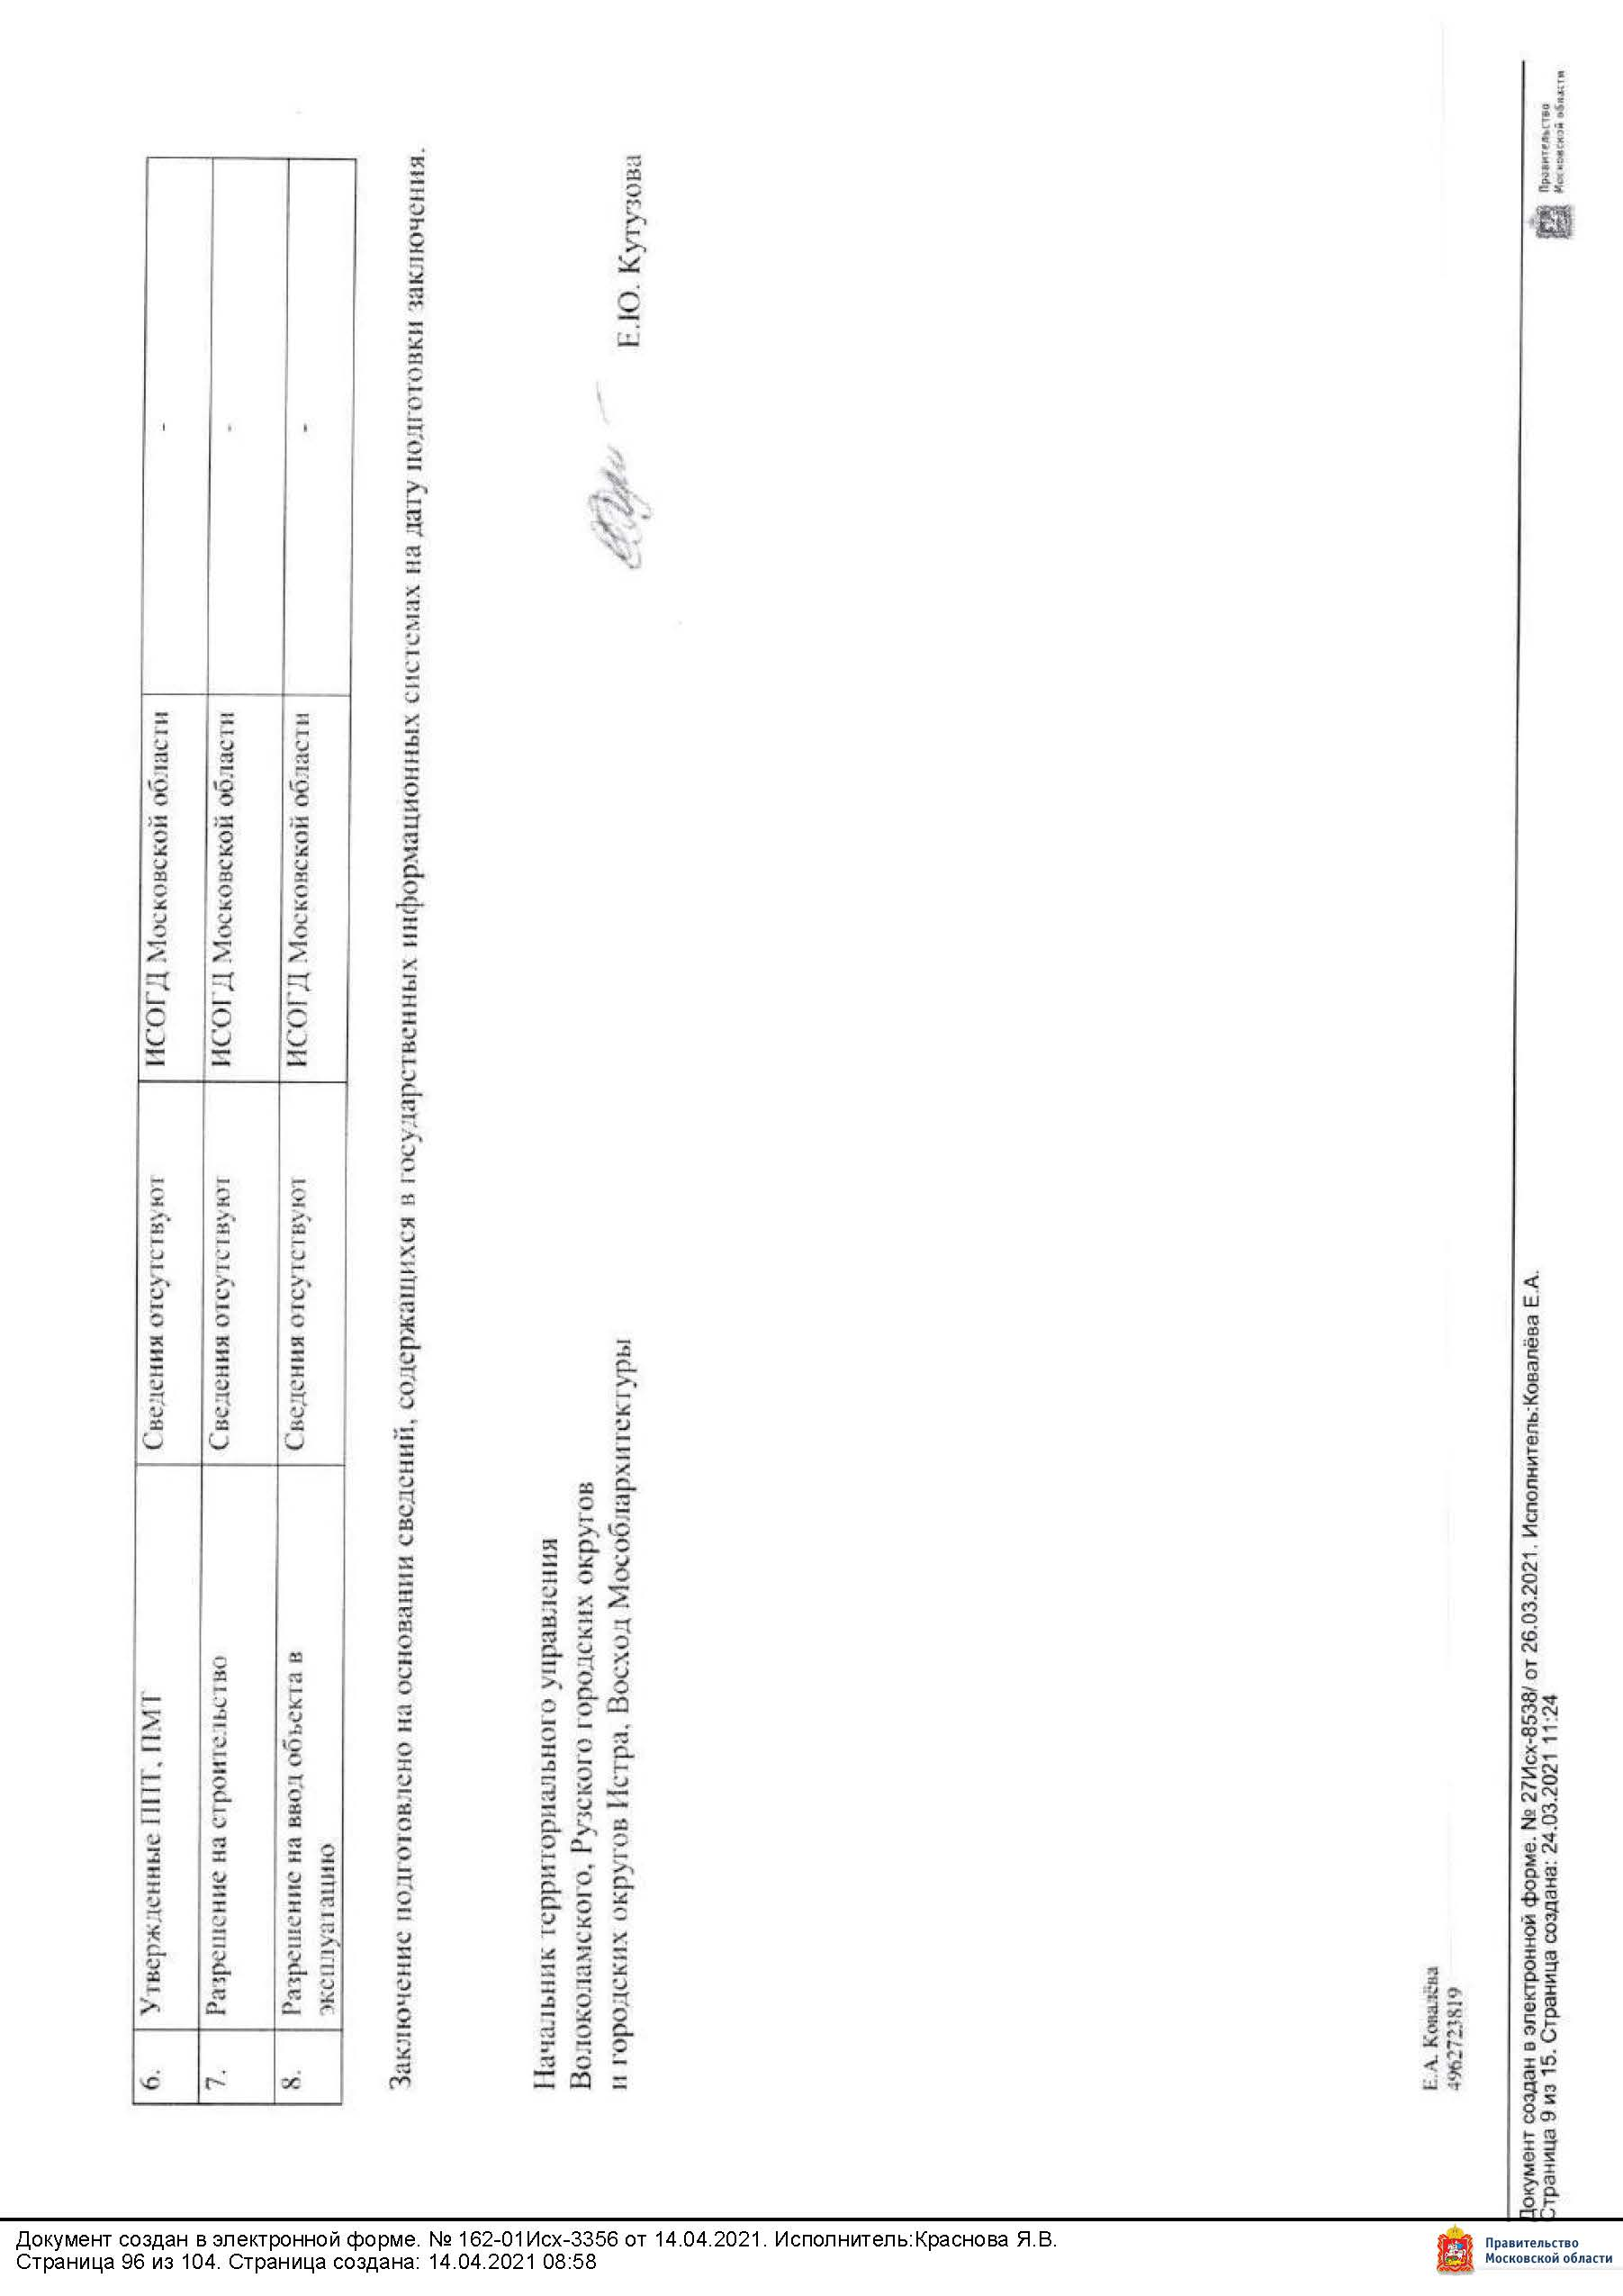 6. Утвержденные ППТ, ПМТ Сведения отсутствуют ИСОГД Московской области -
7. Разрешение на строительство Сведения отсутствуют ИСОГД Московской области -
8. Разрешение на ввод объекта в Сведения отсутствуют ИСОГД Московской области -
эксплуатацию
Заключение подготовлено на основании сведений, содержащихся в государственных информационных системах на дату подготовки заключения.
Начальник территориального управления
Волоколамского, Рузского городских округов
и городских округов Истра, Восход Мособлархитектуры Е.Ю. Кутузова
Е.А. Ковалёва
4962723819
Документ создан в электронной форме. № 27Исх-8538/ от 26.03.2021. Исполнитель:Ковалёва Е.А.
Страница 9 из 15. Страница создана: 24.03.2021 11:24
Правительство
Московской области
Документ создан в электронной форме. № 162-01Исх-3356 от 14.04.2021. Исполнитель:Краснова Я.В.
Страница 96 из 104. Страница создана: 14.04.2021 08:58
Правительство
Московской области